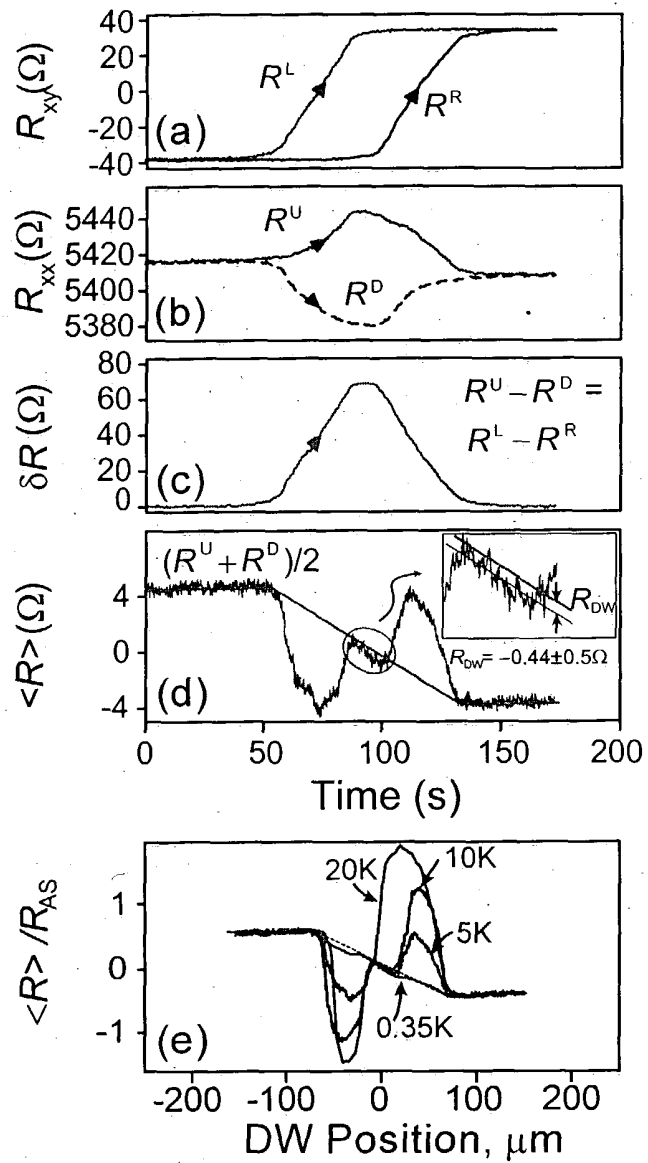 40
20
0
-20
-40
R_xy(Ω)
R^L
R^R
(a)
5440
5420
5400
5380
R_xx(Ω)
R^U
R^D
(b)
80
60
40
20
0
δR(Ω)
R^U – R^D =
R^L – R^R
(c)
4
0
-4
<R>(Ω)
(R^U + R^D)/2
R_DW
R_DW = –0.44±0.5Ω
(d)
0 50 100 150 200
Time (s)
1
0
-1
<R>/R_AS
20K
10K
5K
0.35K
(e)
-200 -100 0 100 200
DW Position, μm